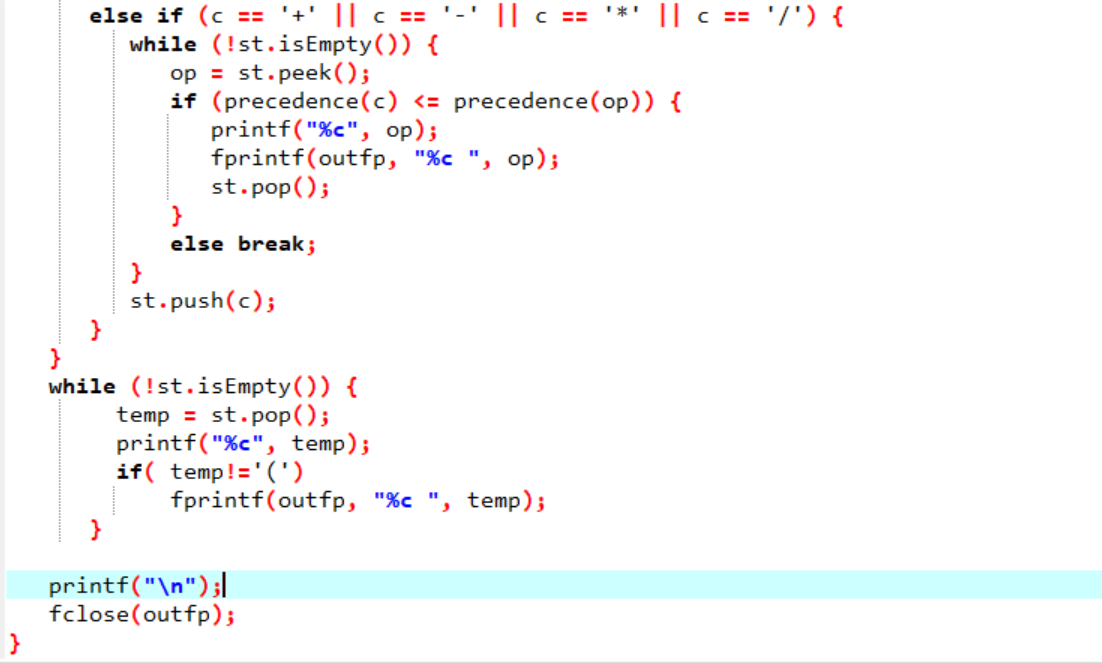 else if (c == '+' || c == '-' || c == '*' || c == '/') {
while (!st.isEmpty()) {
op = st.peek();
if (precedence(c) <= precedence(op)) {
printf("%c", op);
fprintf(outfp, "%c ", op);
st.pop();
}
else break;
}
st.push(c);
}
}
while (!st.isEmpty()) {
temp = st.pop();
printf("%c", temp);
if( temp!='(')
fprintf(outfp, "%c ", temp);
}
printf("\n");
fclose(outfp);
}